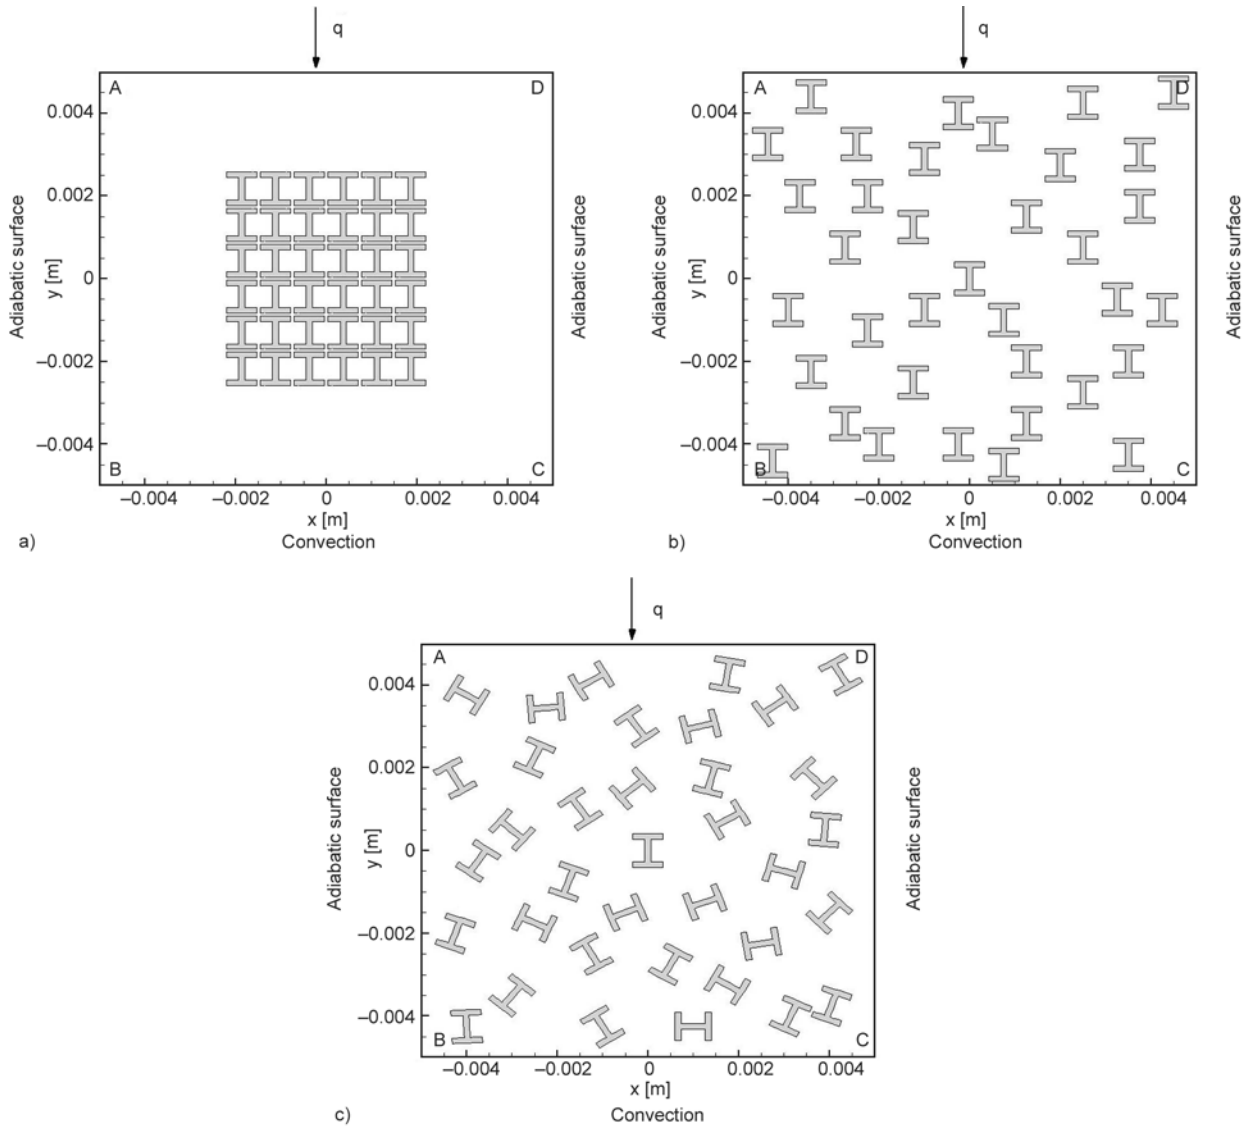 q
A
D
0.004
0.002
0
−0.002
−0.004
y [m]
Adiabatic surface
Adiabatic surface
B
C
−0.004
−0.002
0
0.002
0.004
x [m]
a)
Convection
q
A
D
0.004
0.002
0
−0.002
−0.004
y [m]
Adiabatic surface
Adiabatic surface
B
C
−0.004
−0.002
0
0.002
0.004
x [m]
b)
Convection
q
A
D
0.004
0.002
0
−0.002
−0.004
y [m]
Adiabatic surface
Adiabatic surface
B
C
−0.004
−0.002
0
0.002
0.004
x [m]
c)
Convection